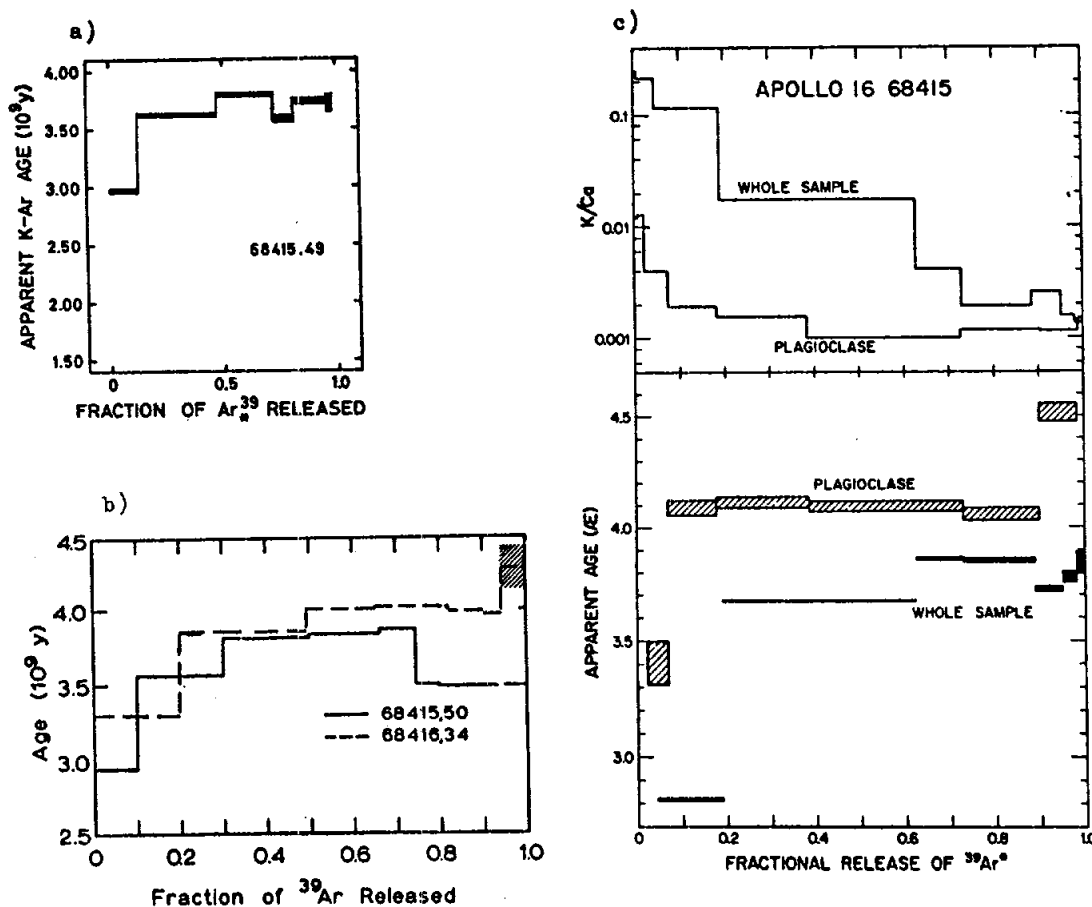 a)
4.00
3.50
3.00
2.50
2.00
1.50
APPARENT K-Ar AGE (10⁹y)
68415.49
0
0.5
1.0
FRACTION OF Ar³⁹* RELEASED
b)
4.5
4.0
3.5
3.0
2.5
Age (10⁹ y)
68415,50
68416,34
0
0.2
0.4
0.6
0.8
1.0
Fraction of ³⁹Ar Released
c)
APOLLO 16 68415
0.1
0.01
0.001
K/Ca
WHOLE SAMPLE
PLAGIOCLASE
4.5
4.0
3.5
3.0
APPARENT AGE (Æ)
PLAGIOCLASE
WHOLE SAMPLE
0
0.2
0.4
0.6
0.8
1.0
FRACTIONAL RELEASE OF ³⁹Ar*